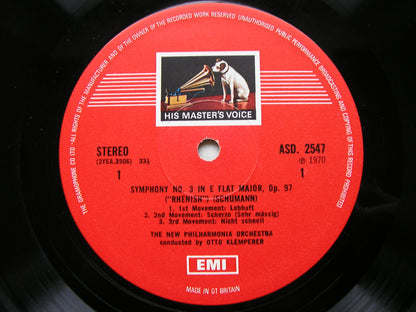 THE GRAMOPHONE CO LTD · ALL RIGHTS OF THE MANUFACTURER AND OF THE OWNER OF THE RECORDED WORK RESERVED UNAUTHORISED PUBLIC PERFORMANCE BROADCASTING AND COPYING OF THIS RECORD PROHIBITED
HIS MASTER'S VOICE
STEREO
(2YEA.3906) 33⅓
1
ASD. 2547
℗ 1970
1
SYMPHONY NO. 3 IN E FLAT MAJOR, Op. 97
("RHENISH") (SCHUMANN)
1. 1st Movement: Lebhaft
2. 2nd Movement: Scherzo (Sehr mässig)
3. 3rd Movement: Nicht schnell
THE NEW PHILHARMONIA ORCHESTRA
conducted by OTTO KLEMPERER
EMI
MADE IN GT BRITAIN